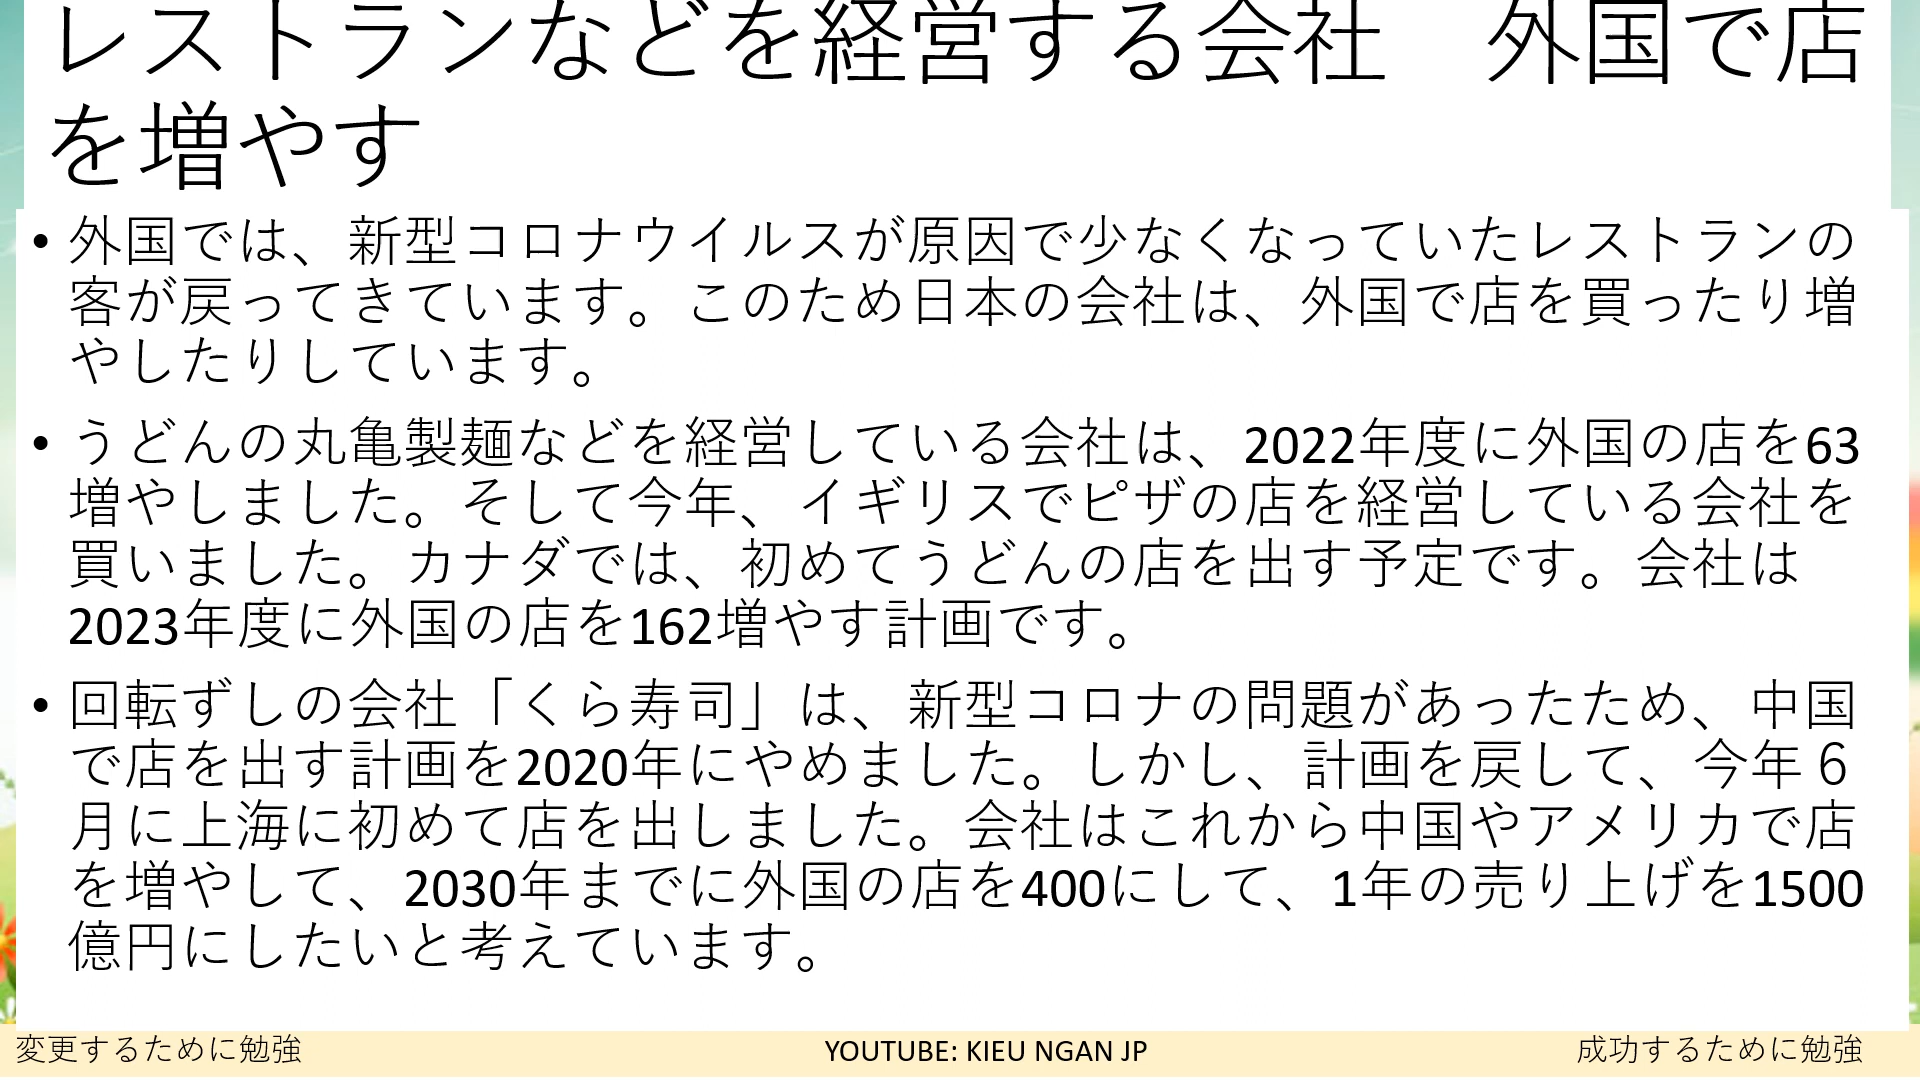 レストランなどを経営する会社　外国で店
を増やす
• 外国では、新型コロナウイルスが原因で少なくなっていたレストランの
客が戻ってきています。このため日本の会社は、外国で店を買ったり増
やしたりしています。
• うどんの丸亀製麺などを経営している会社は、2022年度に外国の店を63
増やしました。そして今年、イギリスでピザの店を経営している会社を
買いました。カナダでは、初めてうどんの店を出す予定です。会社は
2023年度に外国の店を162増やす計画です。
• 回転ずしの会社「くら寿司」は、新型コロナの問題があったため、中国
で店を出す計画を2020年にやめました。しかし、計画を戻して、今年６
月に上海に初めて店を出しました。会社はこれから中国やアメリカで店
を増やして、2030年までに外国の店を400にして、1年の売り上げを1500
億円にしたいと考えています。
変更するために勉強
YOUTUBE: KIEU NGAN JP
成功するために勉強